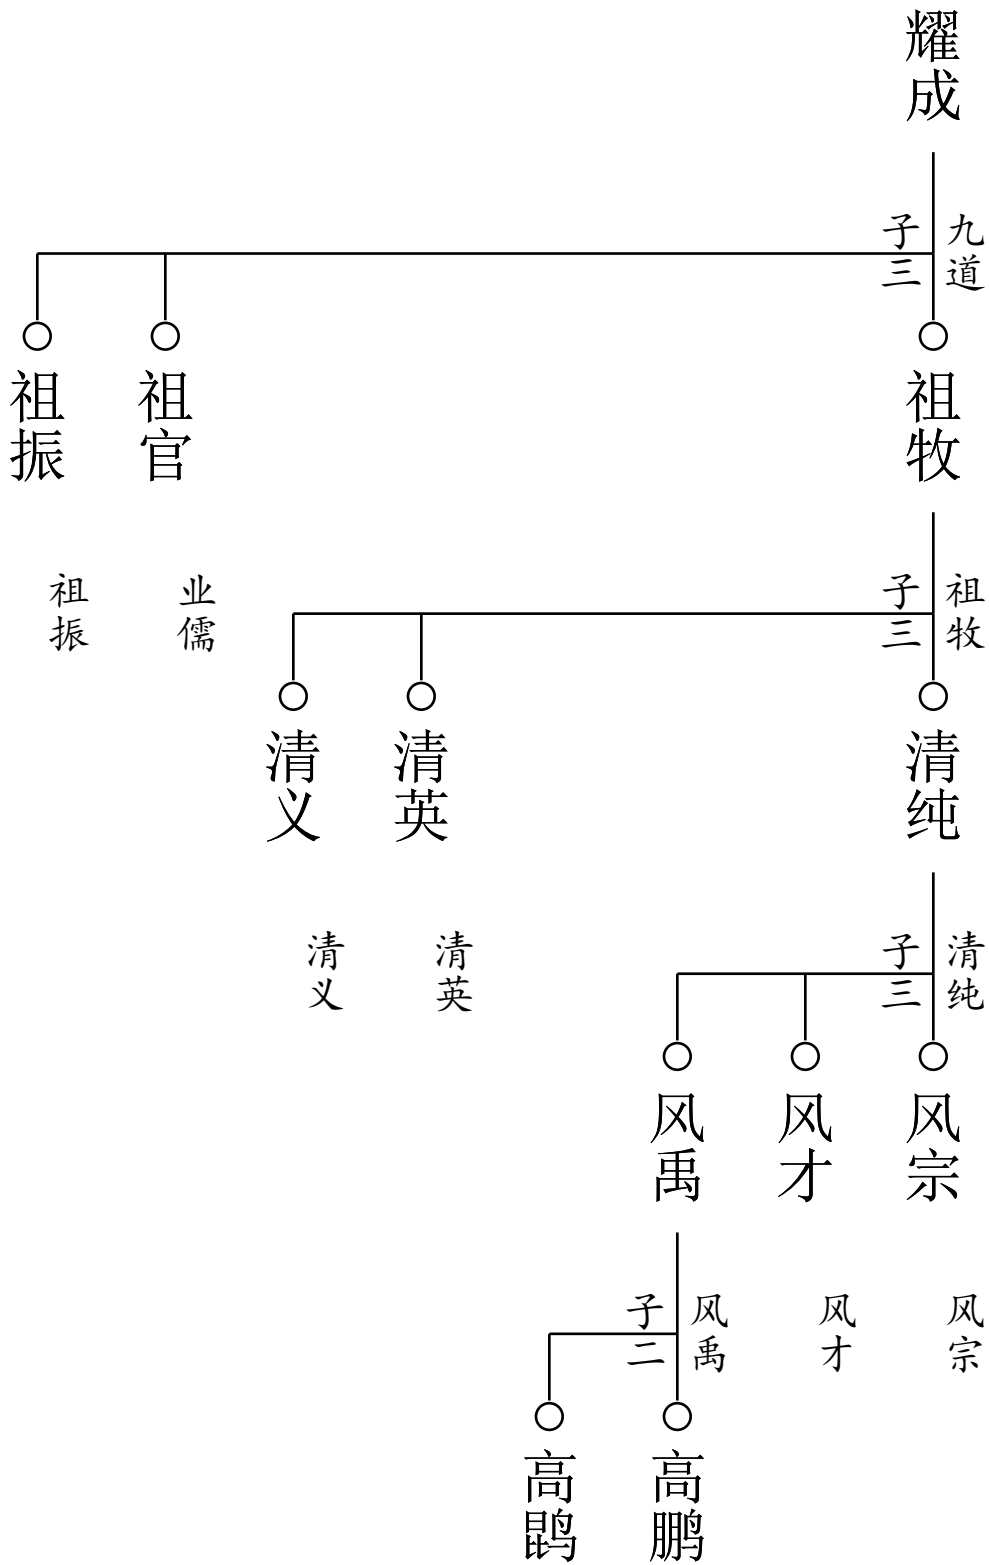 耀成
九道
子三
祖牧
祖官
祖振
祖牧
子三
业儒
祖振
清纯
清英
清义
清纯
子三
清英
清义
风宗
风才
风禹
风宗
风才
风禹
子二
高鹏
高鹍